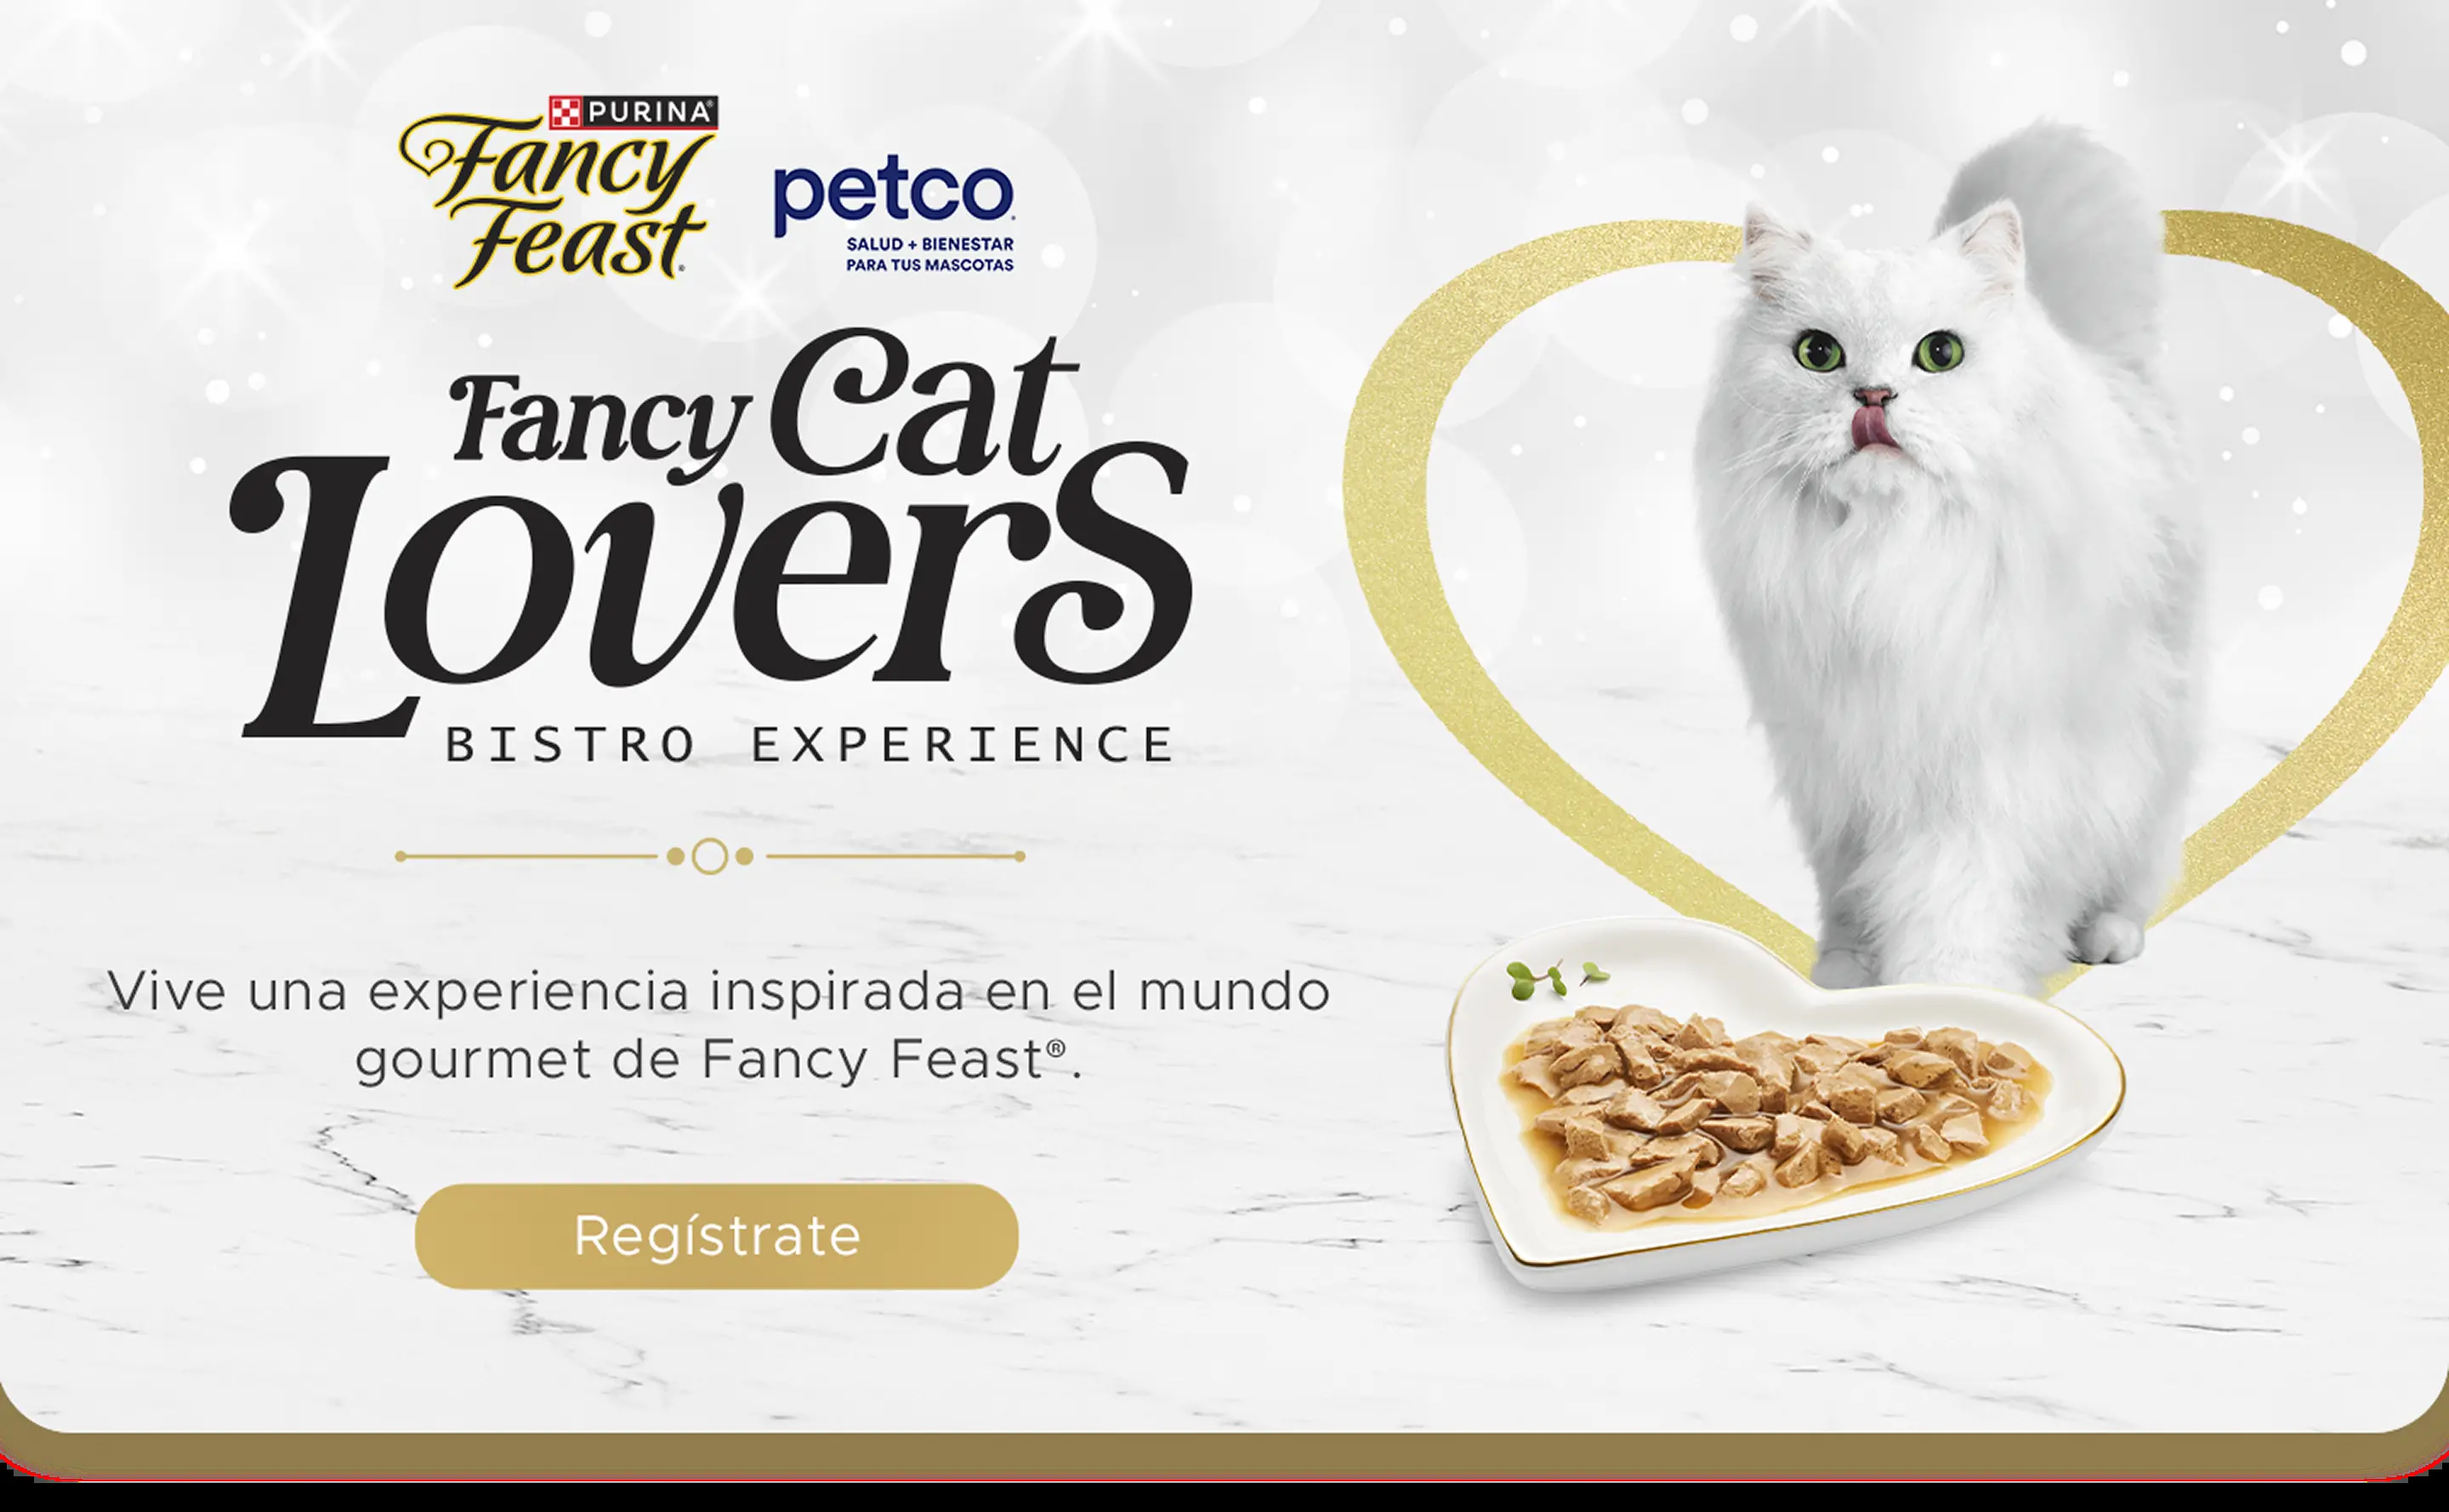 PURINA®
Fancy
Feast®
petco
SALUD + BIENESTAR
PARA TUS MASCOTAS
Fancy Cat
Lovers
BISTRO EXPERIENCE
Vive una experiencia inspirada en el mundo
gourmet de Fancy Feast®.
Regístrate